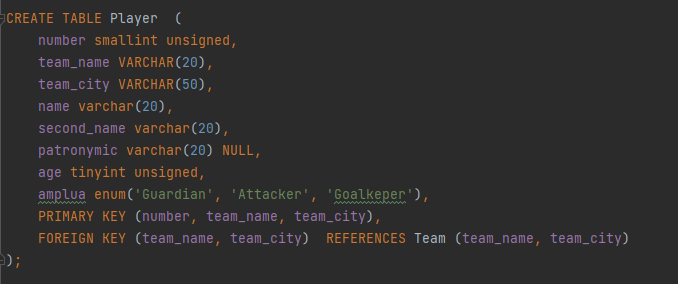 CREATE TABLE Player  (
number smallint unsigned,
team_name VARCHAR(20),
team_city VARCHAR(50),
name varchar(20),
second_name varchar(20),
patronymic varchar(20) NULL,
age tinyint unsigned,
amplua enum('Guardian', 'Attacker', 'Goalkeper'),
PRIMARY KEY (number, team_name, team_city),
FOREIGN KEY (team_name, team_city)  REFERENCES Team (team_name, team_city)
);